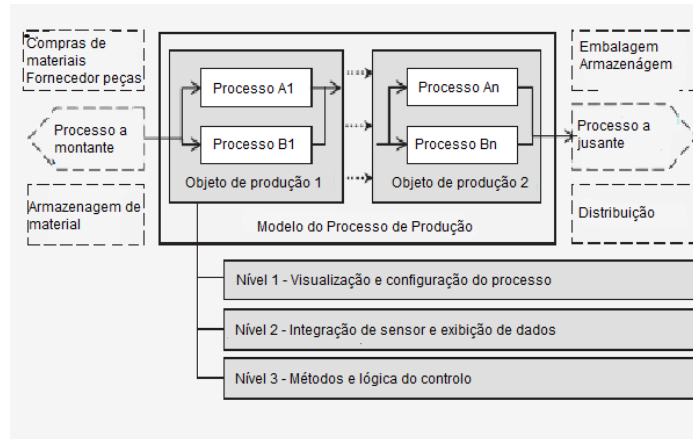 Compras de
materiais
Fornecedor peças
Processo a
montante
Armazenagem de
material
Processo A1
Processo B1
Objeto de produção 1
Processo An
Processo Bn
Objeto de produção 2
Modelo do Processo de Produção
Embalagem
Armazenágem
Processo a
jusante
Distribuição
Nível 1 - Visualização e configuração do processo
Nível 2 - Integração de sensor e exibição de dados
Nível 3 - Métodos e lógica do controlo